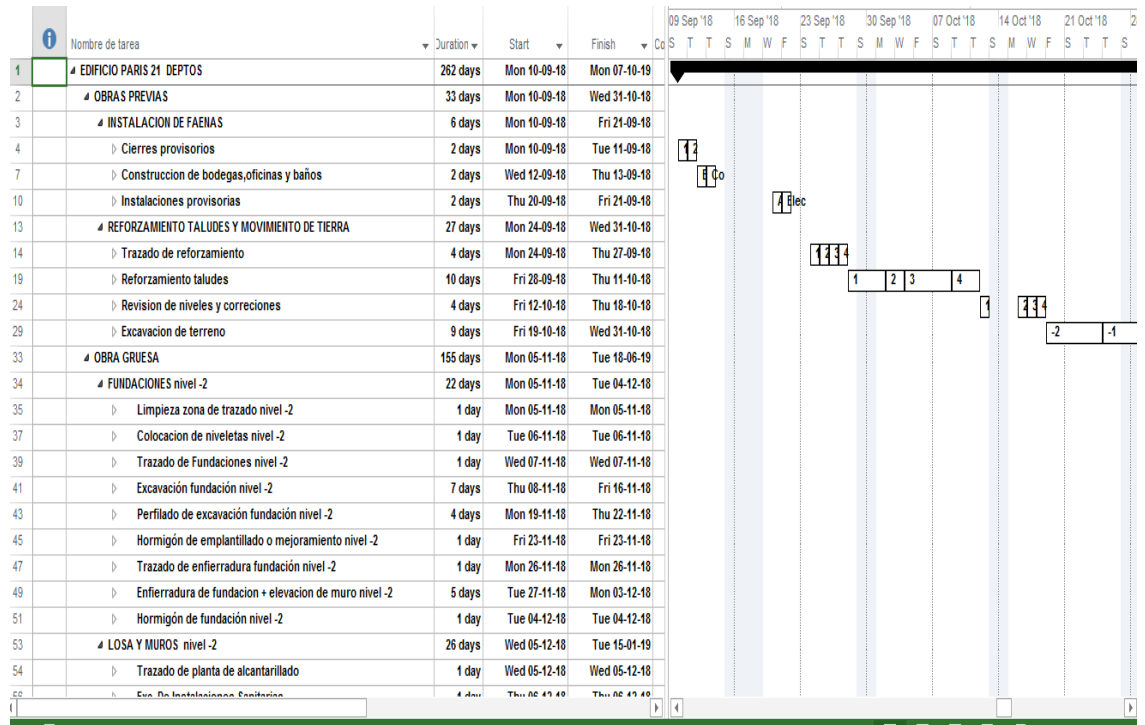 09 Sep '18 16 Sep '18 23 Sep '18 30 Sep '18 07 Oct '18 14 Oct '18 21 Oct '18
Nombre de tarea Duration Start Finish Co S T T S M W F S T T S M W F S T T S M W F S T T S
1 EDIFICIO PARIS 21 DEPTOS 262 days Mon 10-09-18 Mon 07-10-19
2 OBRAS PREVIAS 33 days Mon 10-09-18 Wed 31-10-18
3 INSTALACION DE FAENAS 6 days Mon 10-09-18 Fri 21-09-18
4 Cierres provisorios 2 days Mon 10-09-18 Tue 11-09-18 1 2
7 Construccion de bodegas,oficinas y baños 2 days Wed 12-09-18 Thu 13-09-18 Co
10 Instalaciones provisorias 2 days Thu 20-09-18 Fri 21-09-18 A Elec
13 REFORZAMIENTO TALUDES Y MOVIMIENTO DE TIERRA 27 days Mon 24-09-18 Wed 31-10-18
14 Trazado de reforzamiento 4 days Mon 24-09-18 Thu 27-09-18 1 2 3 4
19 Reforzamiento taludes 10 days Fri 28-09-18 Thu 11-10-18 1 2 3 4
24 Revision de niveles y correciones 4 days Fri 12-10-18 Thu 18-10-18 1 2 3 4
29 Excavacion de terreno 9 days Fri 19-10-18 Wed 31-10-18 -2 -1
33 OBRA GRUESA 155 days Mon 05-11-18 Tue 18-06-19
34 FUNDACIONES nivel -2 22 days Mon 05-11-18 Tue 04-12-18
35 Limpieza zona de trazado nivel -2 1 day Mon 05-11-18 Mon 05-11-18
37 Colocacion de niveletas nivel -2 1 day Tue 06-11-18 Tue 06-11-18
39 Trazado de Fundaciones nivel -2 1 day Wed 07-11-18 Wed 07-11-18
41 Excavación fundación nivel -2 7 days Thu 08-11-18 Fri 16-11-18
43 Perfilado de excavación fundación nivel -2 4 days Mon 19-11-18 Thu 22-11-18
45 Hormigón de emplantillado o mejoramiento nivel -2 1 day Fri 23-11-18 Fri 23-11-18
47 Trazado de enfierradura fundación nivel -2 1 day Mon 26-11-18 Mon 26-11-18
49 Enfierradura de fundacion + elevacion de muro nivel -2 5 days Tue 27-11-18 Mon 03-12-18
51 Hormigón de fundación nivel -2 1 day Tue 04-12-18 Tue 04-12-18
53 LOSA Y MUROS nivel -2 26 days Wed 05-12-18 Tue 15-01-19
54 Trazado de planta de alcantarillado 1 day Wed 05-12-18 Wed 05-12-18